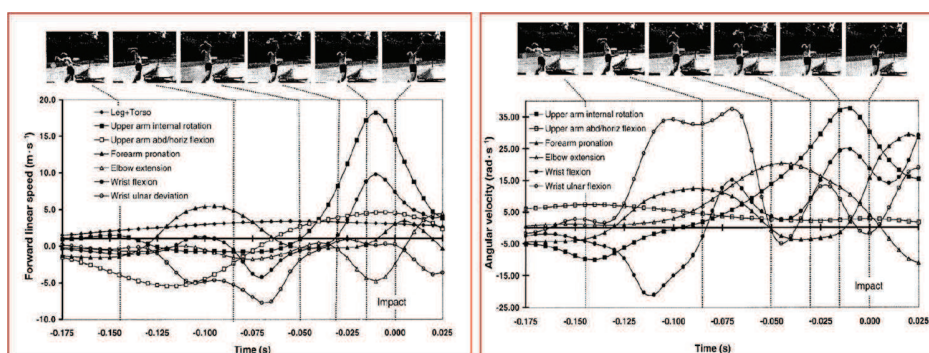 20.0
15.0
10.0
5.0
0.0
-5.0
-10.0
Forward linear speed (m·s⁻¹)
Leg+Torso
Upper arm internal rotation
Upper arm abd/horiz flexion
Forearm pronation
Elbow extension
Wrist flexion
Wrist ulnar deviation
Impact
-0.175 -0.150 -0.125 -0.100 -0.075 -0.050 -0.025 0.000 0.025
Time (s)
35.00
25.00
15.00
5.00
-5.00
-15.00
-25.00
Angular velocity (rad·s⁻¹)
Upper arm internal rotation
Upper arm abd/horiz flexion
Forearm pronation
Elbow extension
Wrist flexion
Wrist ulnar flexion
Impact
-0.175 -0.150 -0.125 -0.100 -0.075 -0.050 -0.025 0.000 0.025
Time (s)